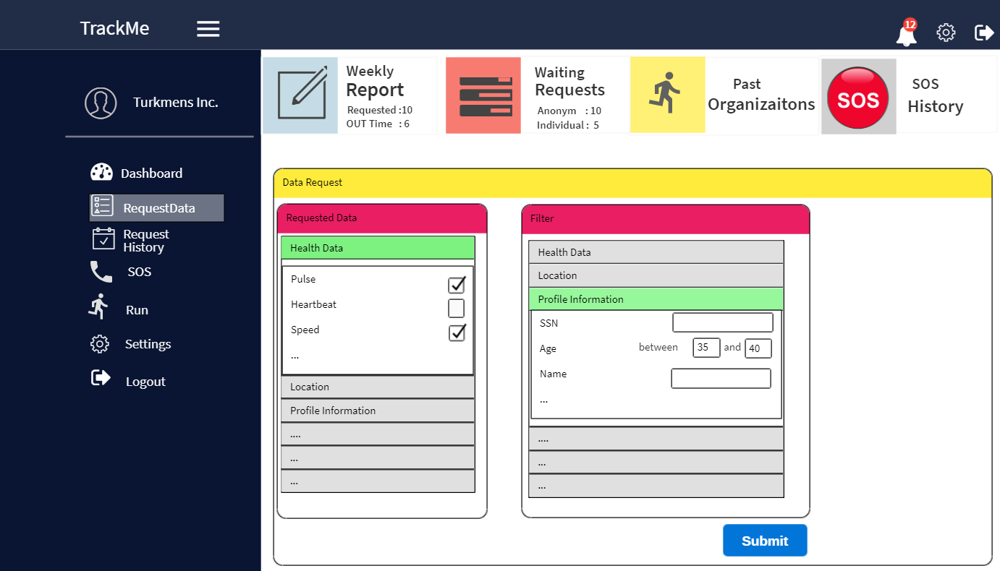 TrackMe
12
Turkmens Inc.
Dashboard
RequestData
Request
History
SOS
Run
Settings
Logout
Weekly
Report
Requested :10
OUT Time : 6
Waiting
Requests
Anonym : 10
Individual : 5
Past
Organizaitons
SOS
SOS
History
Data Request
Requested Data
Health Data
Pulse
Heartbeat
Speed
...
Location
Profile Information
....
...
...
Filter
Health Data
Location
Profile Information
SSN
Age between 35 and 40
Name
...
....
...
...
Submit